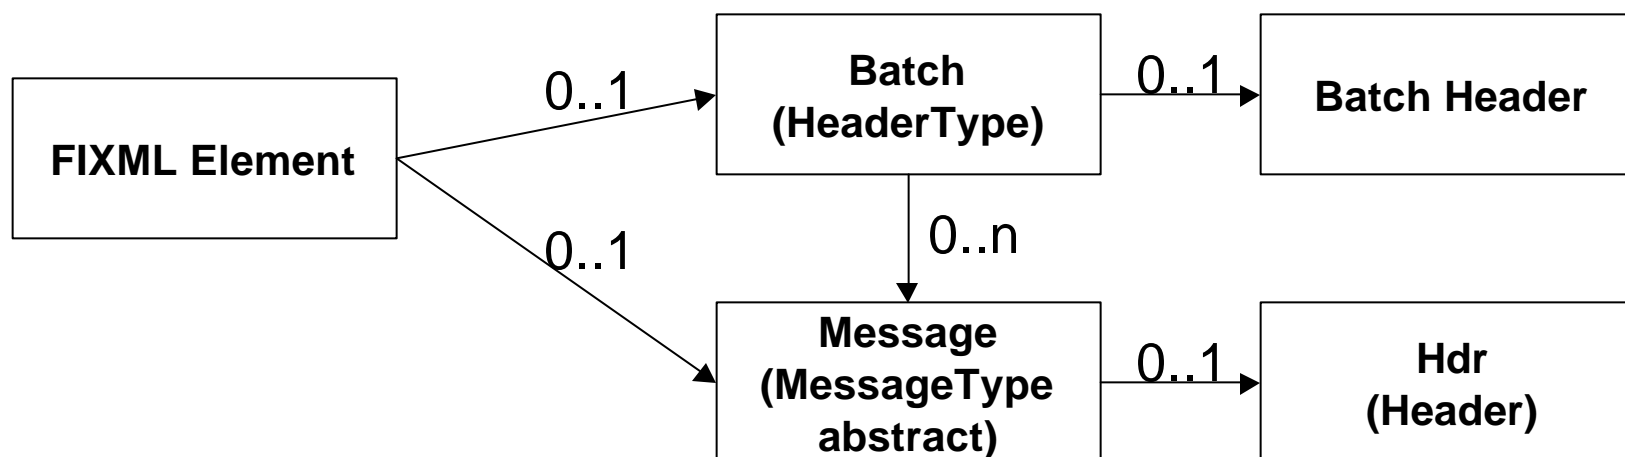 FIXML Element
0..1
0..1
Batch
(HeaderType)
0..1
Batch Header
0..n
Message
(MessageType
abstract)
0..1
Hdr
(Header)